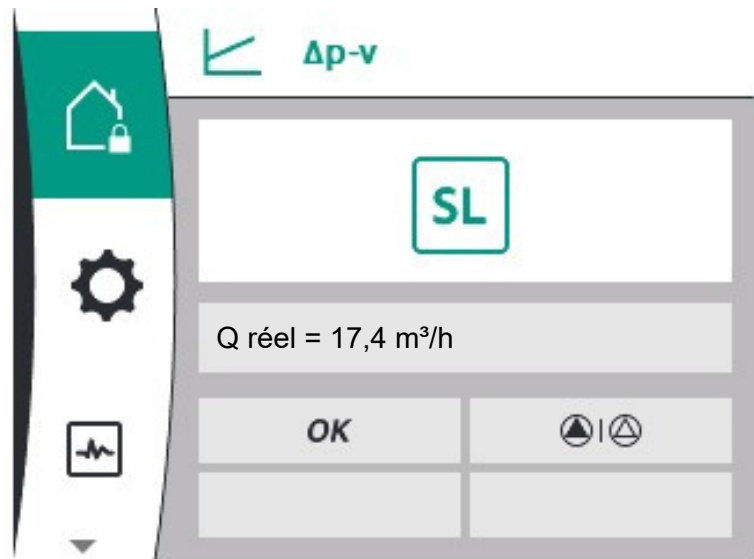 Δp-v
SL
Q réel = 17,4 m³/h
OK